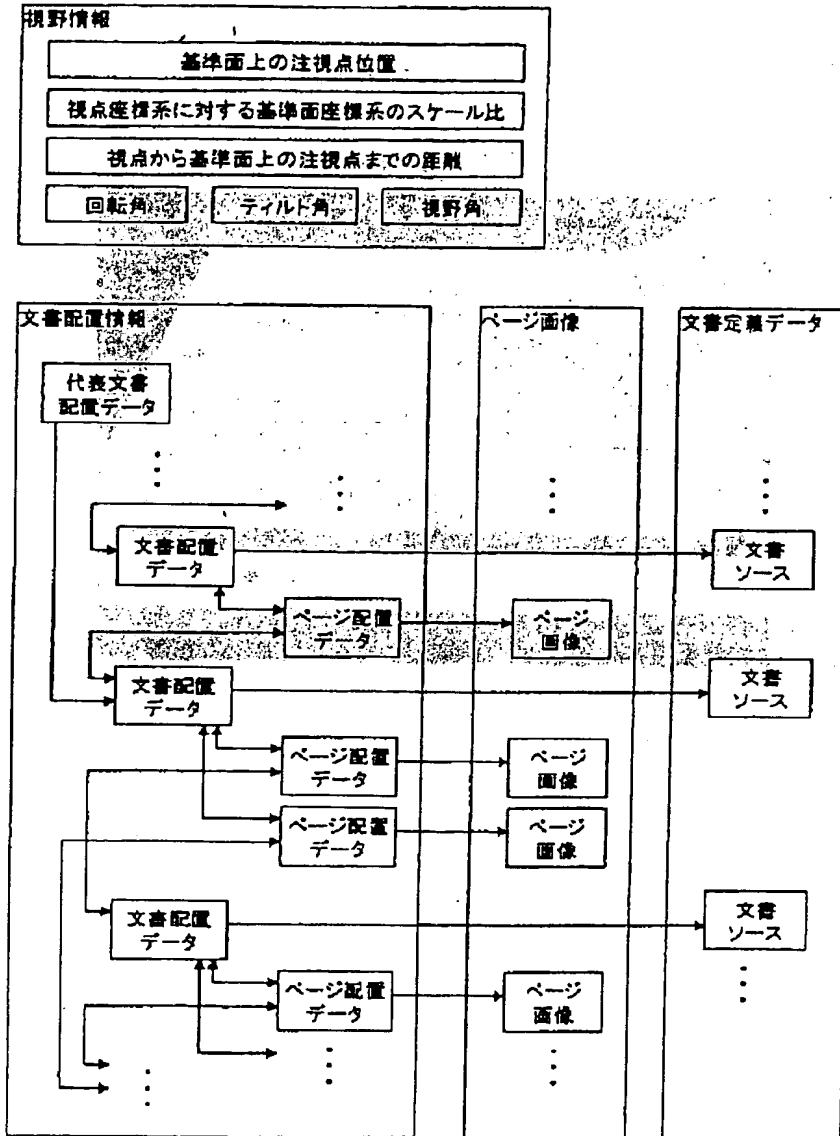 視野情報
基準面上の注視点位置
視点座標系に対する基準面座標系のスケール比
視点から基準面上の注視点までの距離
回転角
ティルト角
視野角
文書配置情報
ページ画像
文書定義データ
代表文書
配置データ
文書配置
データ
文書
ソース
ページ配置
データ
ページ
画像
文書配置
データ
文書
ソース
ページ配置
データ
ページ
画像
ページ配置
データ
ページ
画像
文書配置
データ
文書
ソース
ページ配置
データ
ページ
画像